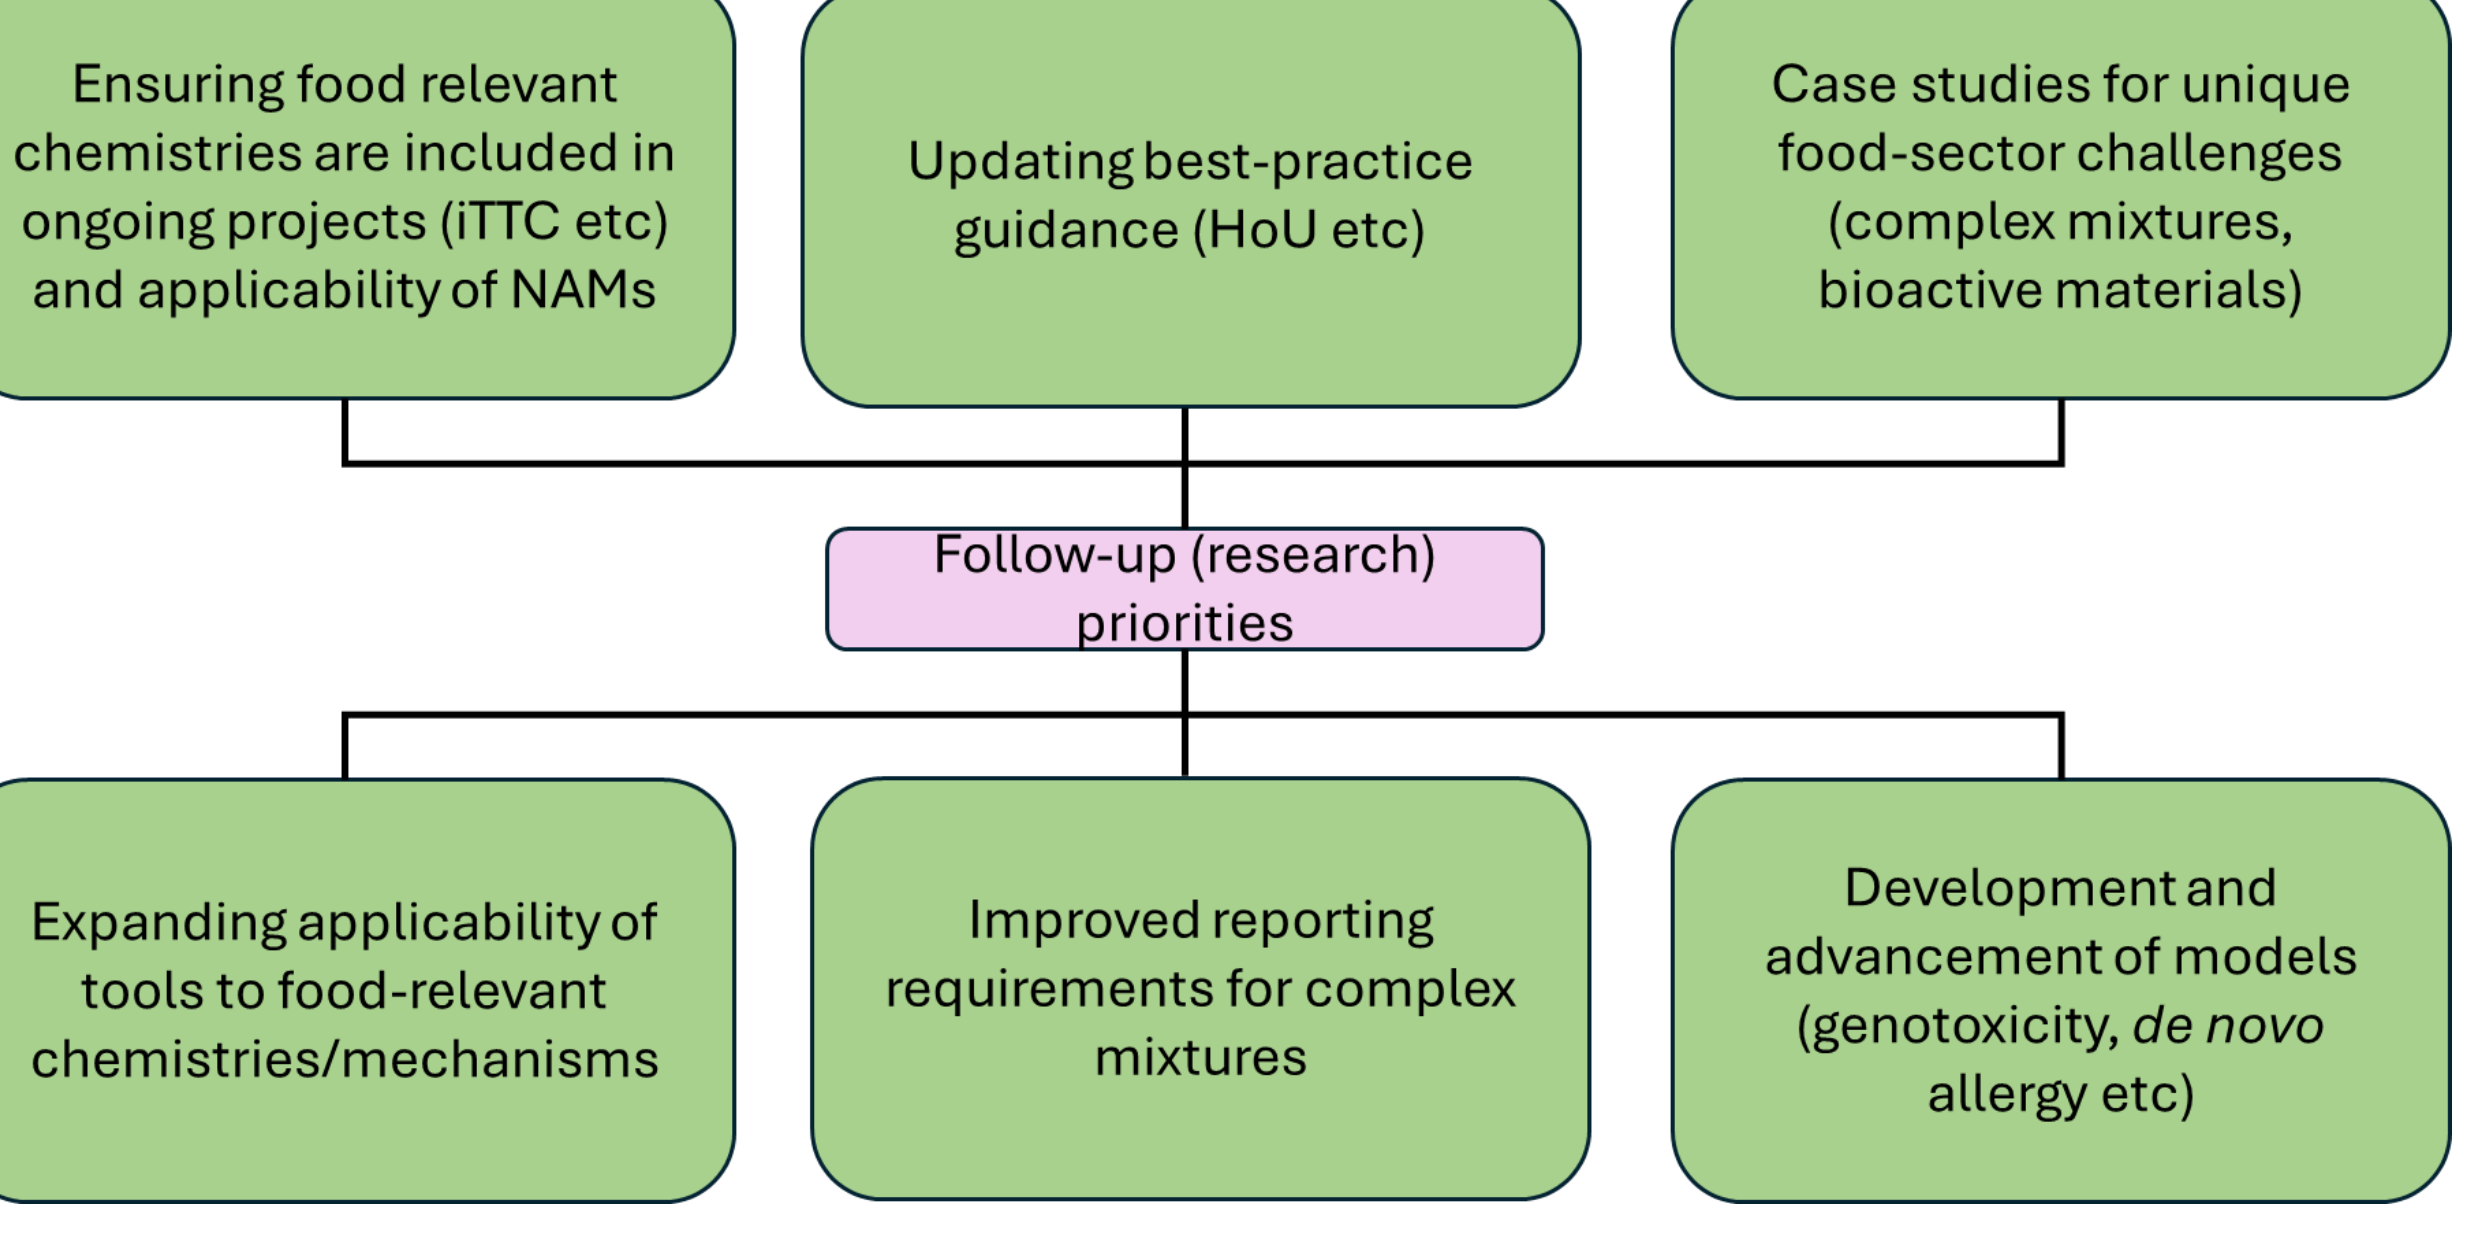 Ensuring food relevant
chemistries are included in
ongoing projects (iTTC etc)
and applicability of NAMs
Updating best-practice
guidance (HoU etc)
Case studies for unique
food-sector challenges
(complex mixtures,
bioactive materials)
Follow-up (research)
priorities
Expanding applicability of
tools to food-relevant
chemistries/mechanisms
Improved reporting
requirements for complex
mixtures
Development and
advancement of models
(genotoxicity, de novo
allergy etc)